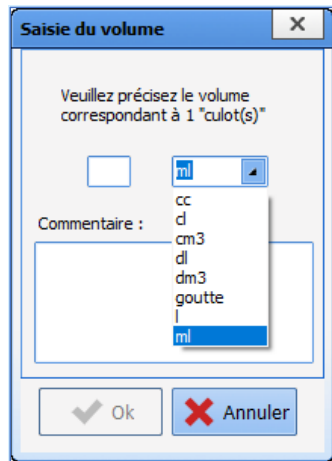 Saisie du volume
Veuillez précisez le volume
correspondant à 1 "culot(s)"
ml
cc
cl
Commentaire :
cm3
dl
dm3
goutte
l
ml
Ok
Annuler